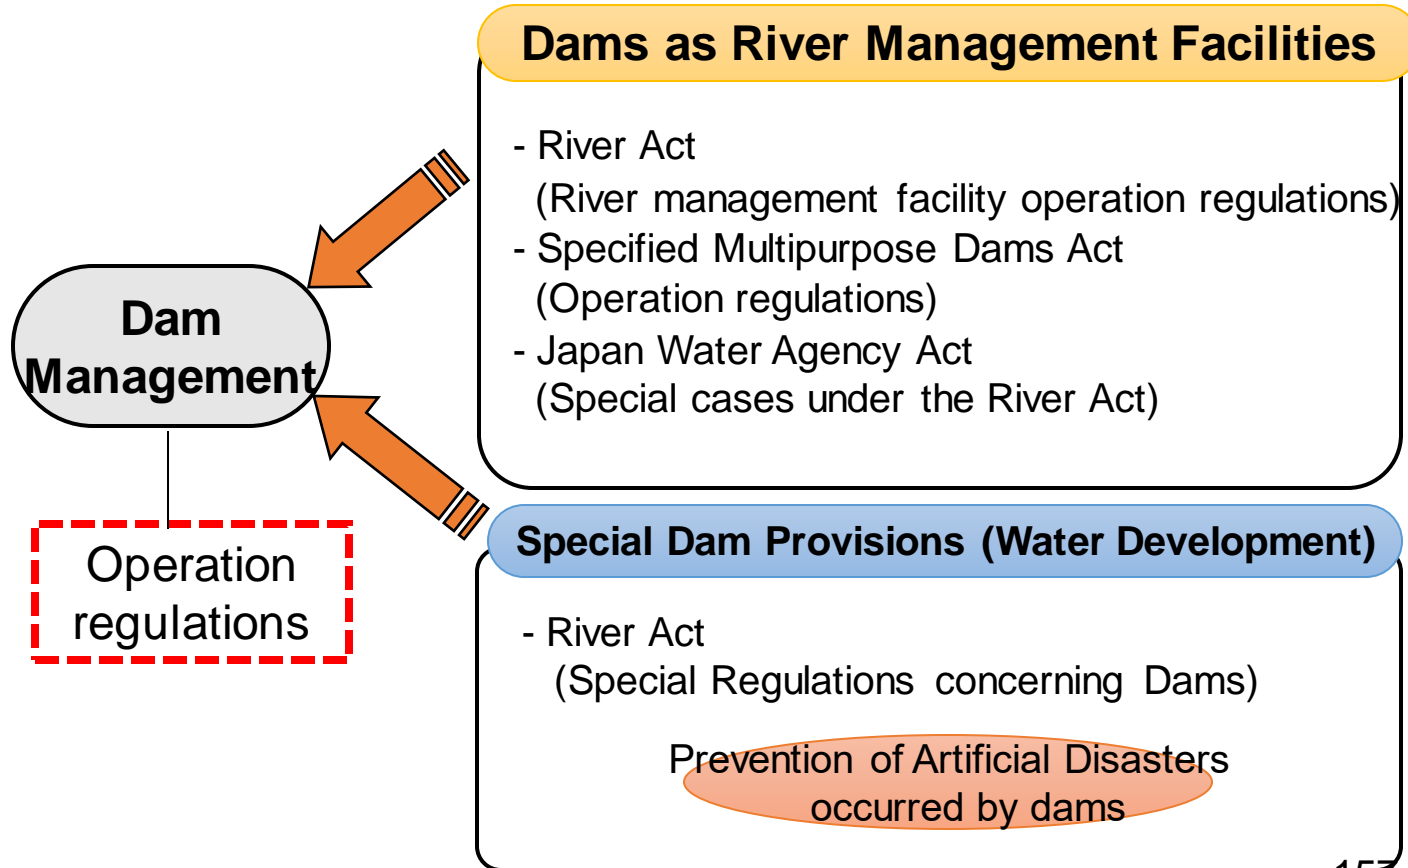 Dams as River Management Facilities
- River Act
(River management facility operation regulations)
- Specified Multipurpose Dams Act
(Operation regulations)
- Japan Water Agency Act
(Special cases under the River Act)
Dam
Management
Operation
regulations
Special Dam Provisions (Water Development)
- River Act
(Special Regulations concerning Dams)
Prevention of Artificial Disasters
occurred by dams